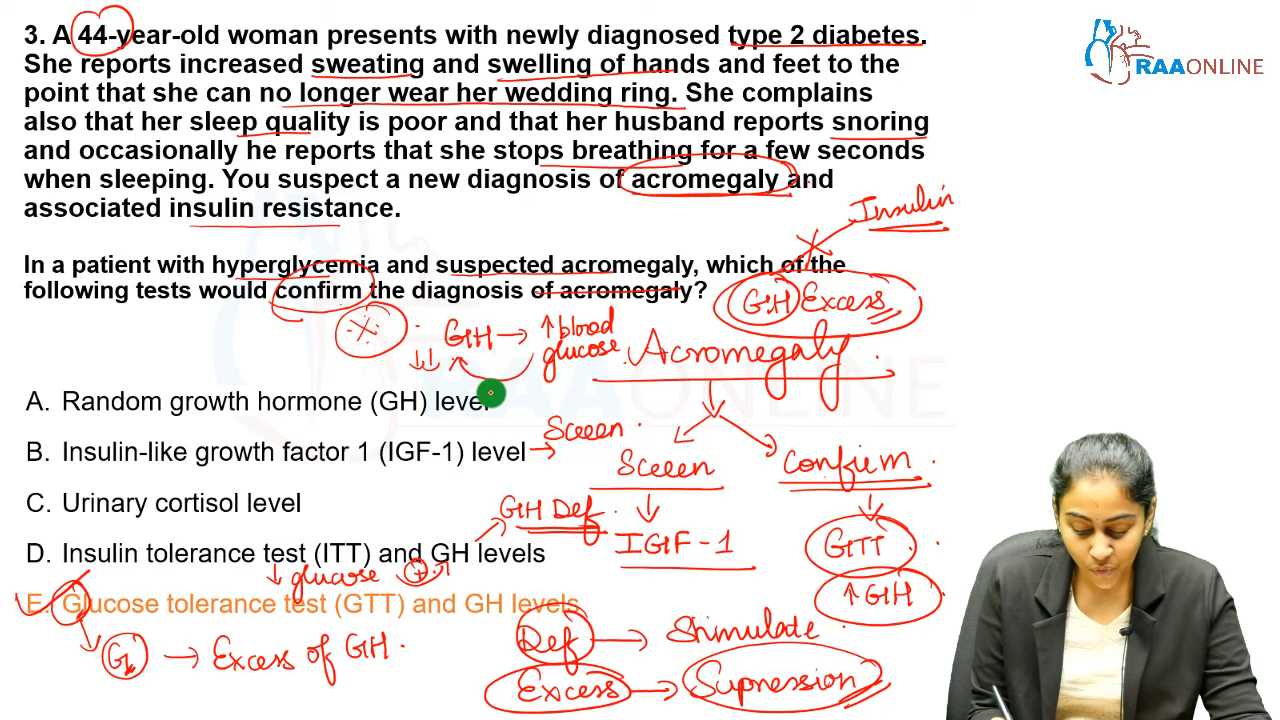 3. A 44-year-old woman presents with newly diagnosed type 2 diabetes.
She reports increased sweating and swelling of hands and feet to the
point that she can no longer wear her wedding ring. She complains
also that her sleep quality is poor and that her husband reports snoring
and occasionally he reports that she stops breathing for a few seconds
when sleeping. You suspect a new diagnosis of acromegaly and
associated insulin resistance.
RAAONLINE
Insulin
In a patient with hyperglycemia and suspected acromegaly, which of the
following tests would confirm the diagnosis of acromegaly?
GH Excess
GH → ↑ blood
glucose
↓↓
Acromegaly
A. Random growth hormone (GH) level
B. Insulin-like growth factor 1 (IGF-1) level → Screen
C. Urinary cortisol level
D. Insulin tolerance test (ITT) and GH levels
GH Def
↓ glucose + ↑
E. Glucose tolerance test (GTT) and GH levels
→ Excess of GH
Screen
IGF-1
Confirm
GTT
↑ GH
Def → Stimulate
Excess → Supression
RAAONLINE